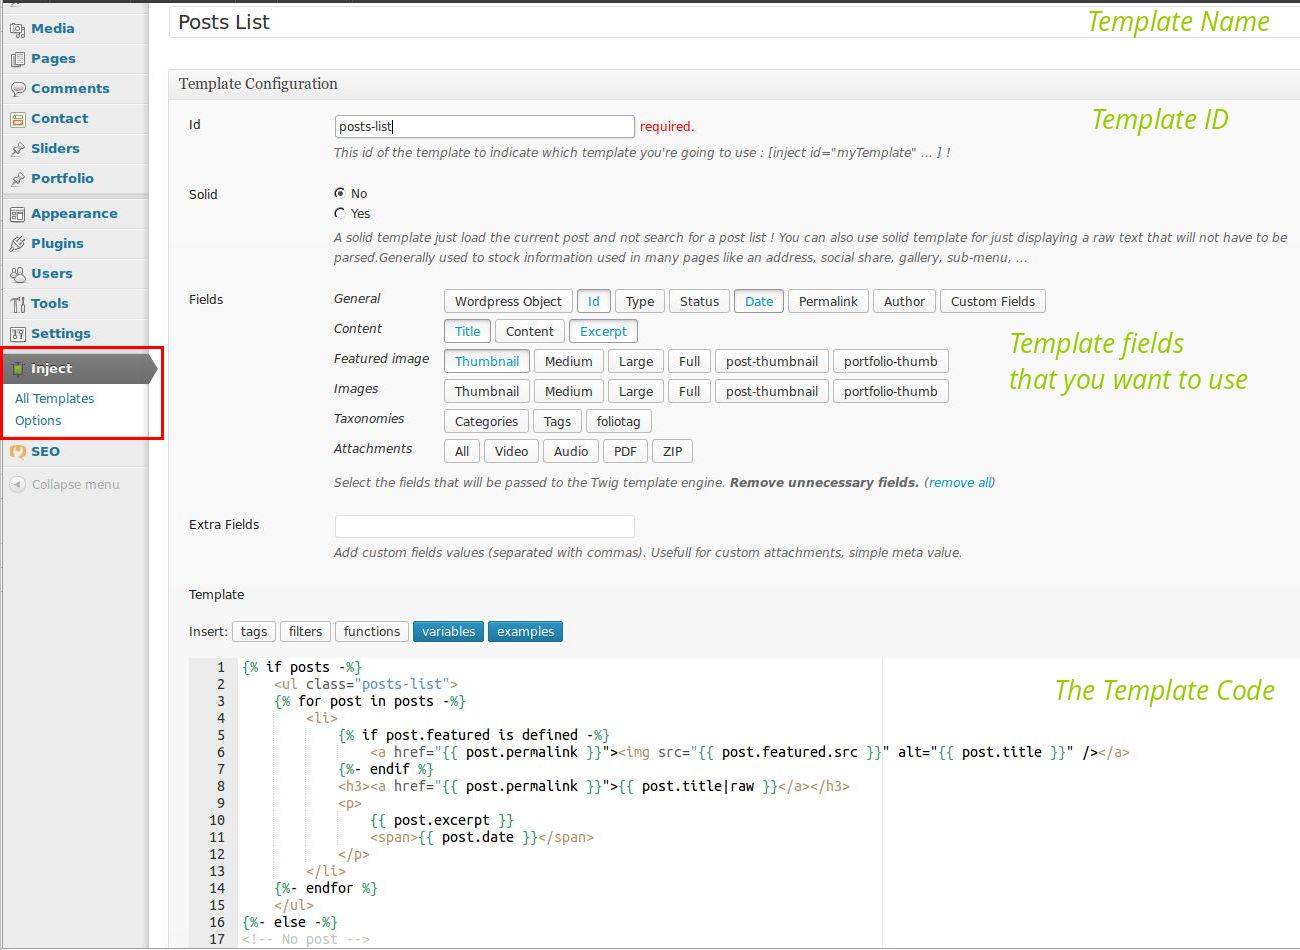 Media
Pages
Comments
Contact
Sliders
Portfolio
Appearance
Plugins
Users
Tools
Settings
Inject
All Templates
Options
SEO
Collapse menu
Posts List
Template Name
Template Configuration
Id
posts-list
required.
Template ID
This id of the template to indicate which template you're going to use : [inject id="myTemplate" ... ] !
Solid
No
Yes
A solid template just load the current post and not search for a post list ! You can also use solid template for just displaying a raw text that will not have to be
parsed.Generally used to stock information used in many pages like an address, social share, gallery, sub-menu, ...
Fields
General Wordpress Object Id Type Status Date Permalink Author Custom Fields
Content Title Content Excerpt
Featured image Thumbnail Medium Large Full post-thumbnail portfolio-thumb
Images Thumbnail Medium Large Full post-thumbnail portfolio-thumb
Taxonomies Categories Tags foliotag
Attachments All Video Audio PDF ZIP
Template fields
that you want to use
Select the fields that will be passed to the Twig template engine. Remove unnecessary fields. (remove all)
Extra Fields
Add custom fields values (separated with commas). Usefull for custom attachments, simple meta value.
Template
Insert: tags filters functions variables examples
The Template Code
1 {% if posts -%}
2 <ul class="posts-list">
3 {% for post in posts -%}
4 <li>
5 {% if post.featured is defined -%}
6 <a href="{{ post.permalink }}"><img src="{{ post.featured.src }}" alt="{{ post.title }}" /></a>
7 {%- endif %}
8 <h3><a href="{{ post.permalink }}">{{ post.title|raw }}</a></h3>
9 <p>
10 {{ post.excerpt }}
11 <span>{{ post.date }}</span>
12 </p>
13 </li>
14 {%- endfor %}
15 </ul>
16 {%- else -%}
17 <!-- No post -->